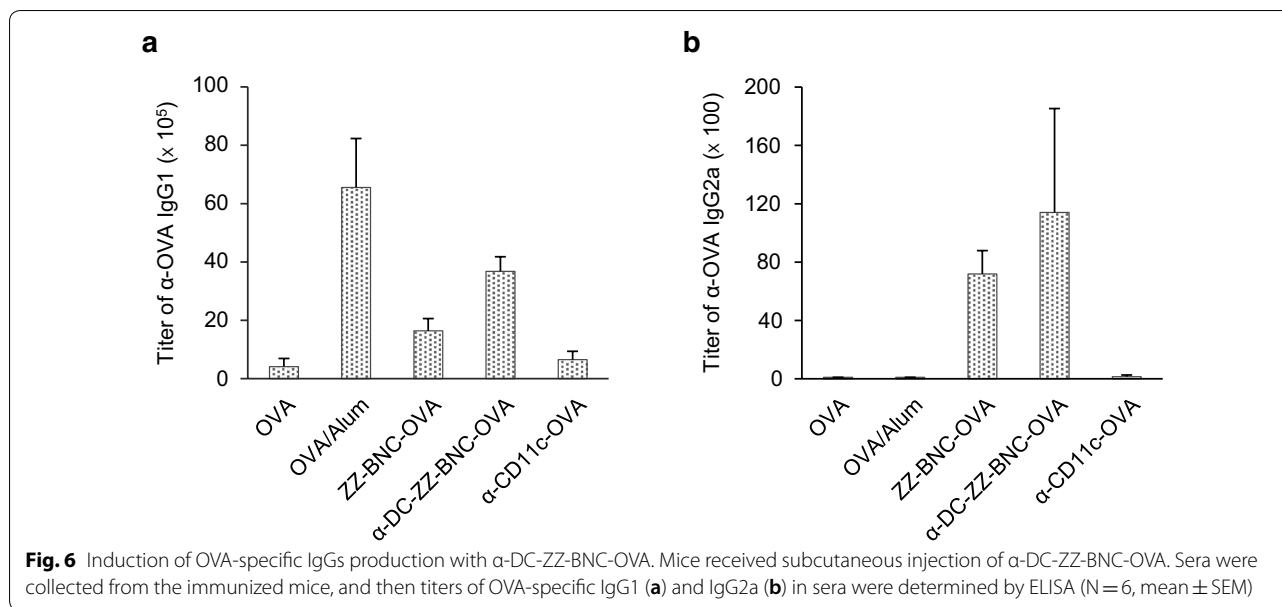 a
b
Titer of α-OVA IgG1 (x 10⁵)
100
80
60
40
20
0
OVA
OVA/Alum
ZZ-BNC-OVA
α-DC-ZZ-BNC-OVA
α-CD11c-OVA
Titer of α-OVA IgG2a (x 100)
200
160
120
80
40
0
OVA
OVA/Alum
ZZ-BNC-OVA
α-DC-ZZ-BNC-OVA
α-CD11c-OVA
Fig. 6 Induction of OVA-specific IgGs production with α-DC-ZZ-BNC-OVA. Mice received subcutaneous injection of α-DC-ZZ-BNC-OVA. Sera were
collected from the immunized mice, and then titers of OVA-specific IgG1 (a) and IgG2a (b) in sera were determined by ELISA (N = 6, mean ± SEM)